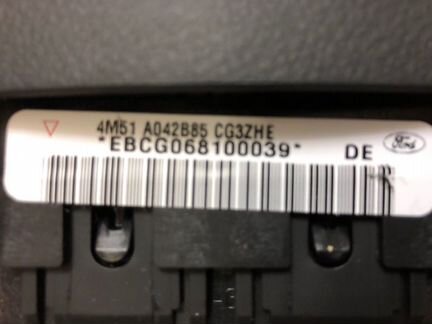 4M51 A042B85 CG3ZHE
*EBCG068100039* DE
Ford